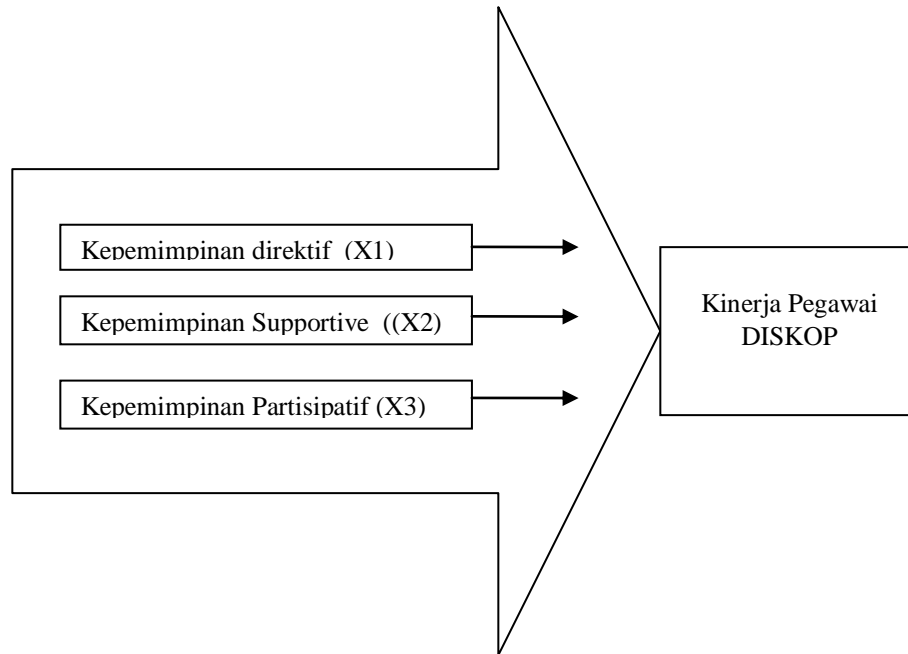 Kepemimpinan direktif (X1)
Kepemimpinan Supportive ((X2)
Kepemimpinan Partisipatif (X3)
Kinerja Pegawai
DISKOP